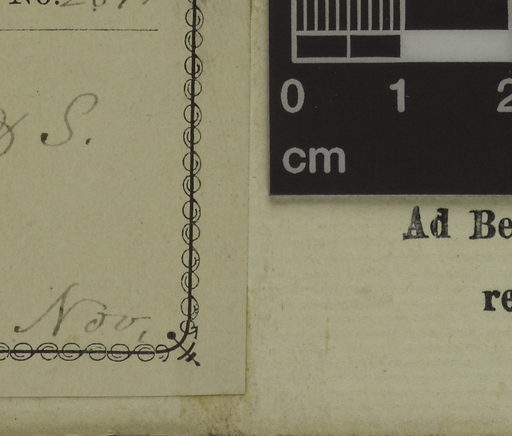 No.
& S.
Nov,
0 1 2
cm
Ad Be
re